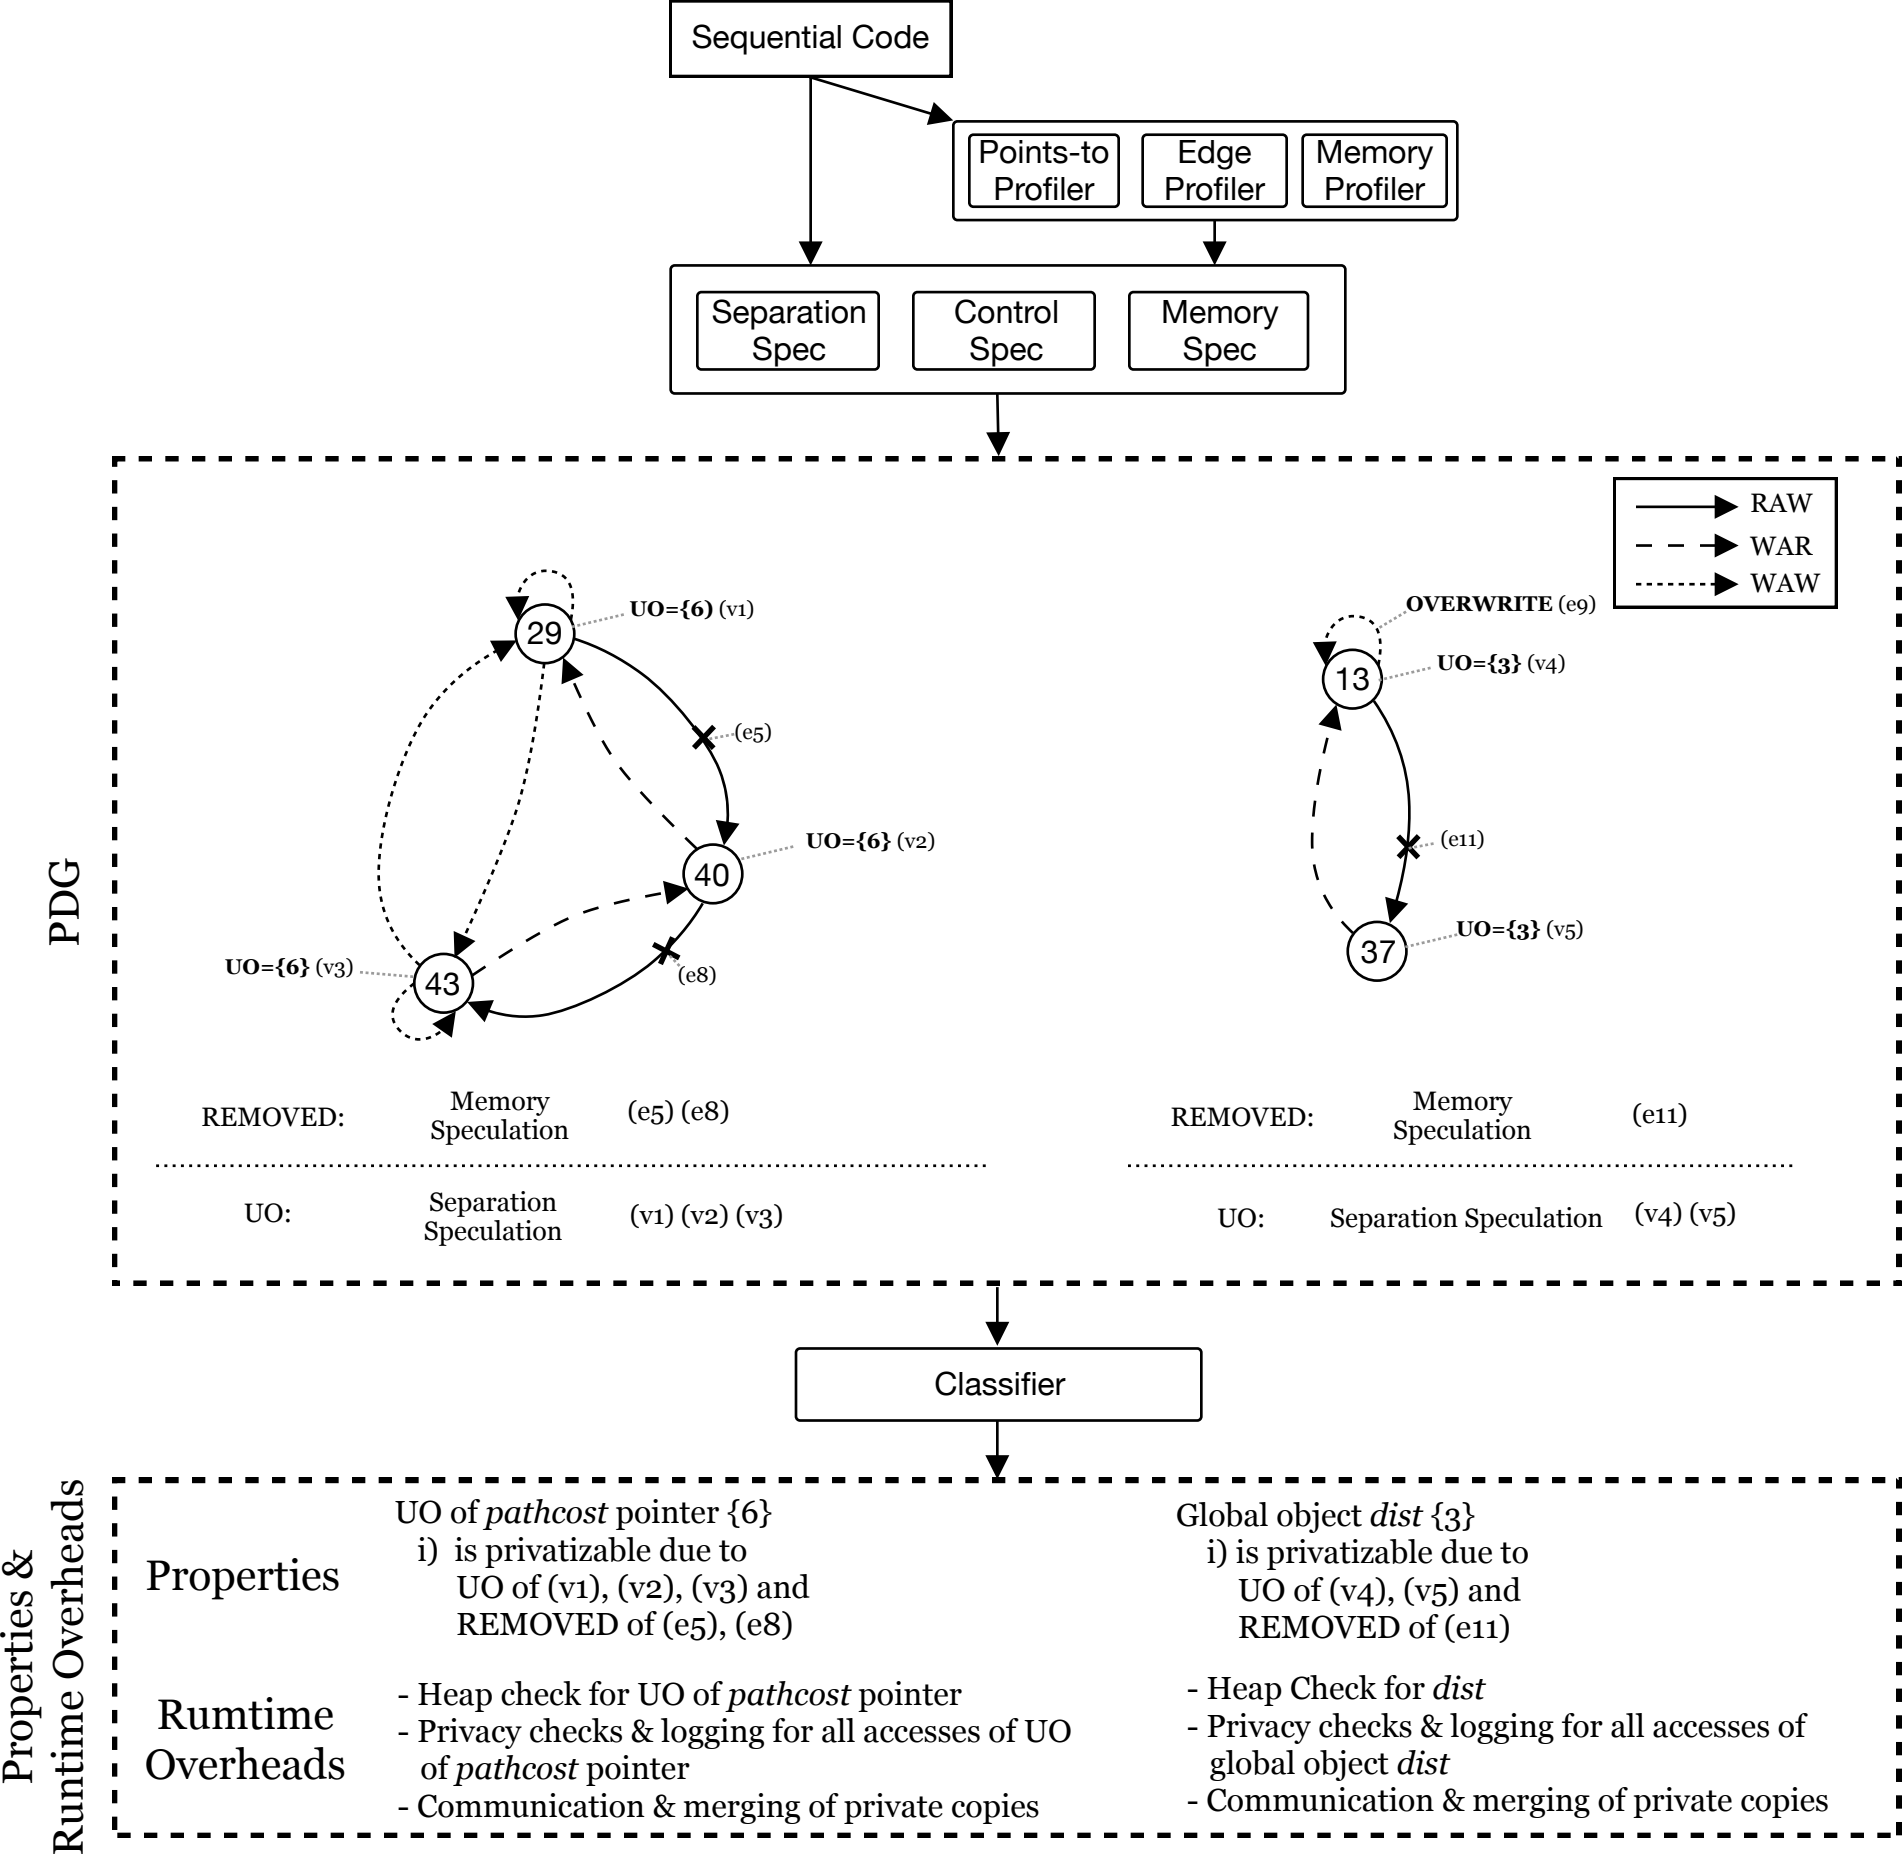 Sequential Code
Points-to
Profiler
Edge
Profiler
Memory
Profiler
Separation
Spec
Control
Spec
Memory
Spec
PDG
RAW
WAR
WAW
29
UO={6) (v1)
(e5)
UO={6} (v2)
40
UO={6} (v3)
43
(e8)
OVERWRITE (e9)
13
UO={3} (v4)
(e11)
UO={3} (v5)
37
REMOVED:
Memory
Speculation
(e5) (e8)
UO:
Separation
Speculation
(v1) (v2) (v3)
REMOVED:
Memory
Speculation
(e11)
UO:
Separation Speculation
(v4) (v5)
Classifier
Properties &
Runtime Overheads
Properties
UO of pathcost pointer {6}
i) is privatizable due to
UO of (v1), (v2), (v3) and
REMOVED of (e5), (e8)
Global object dist {3}
i) is privatizable due to
UO of (v4), (v5) and
REMOVED of (e11)
Rumtime
Overheads
- Heap check for UO of pathcost pointer
- Privacy checks & logging for all accesses of UO
of pathcost pointer
- Communication & merging of private copies
- Heap Check for dist
- Privacy checks & logging for all accesses of
global object dist
- Communication & merging of private copies